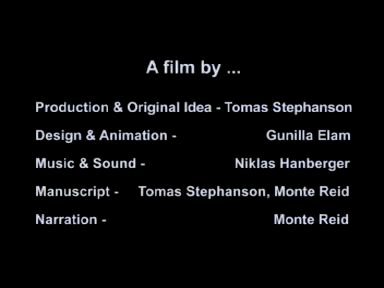 A film by ...
Production & Original Idea - Tomas Stephanson
Design & Animation - Gunilla Elam
Music & Sound - Niklas Hanberger
Manuscript - Tomas Stephanson, Monte Reid
Narration - Monte Reid